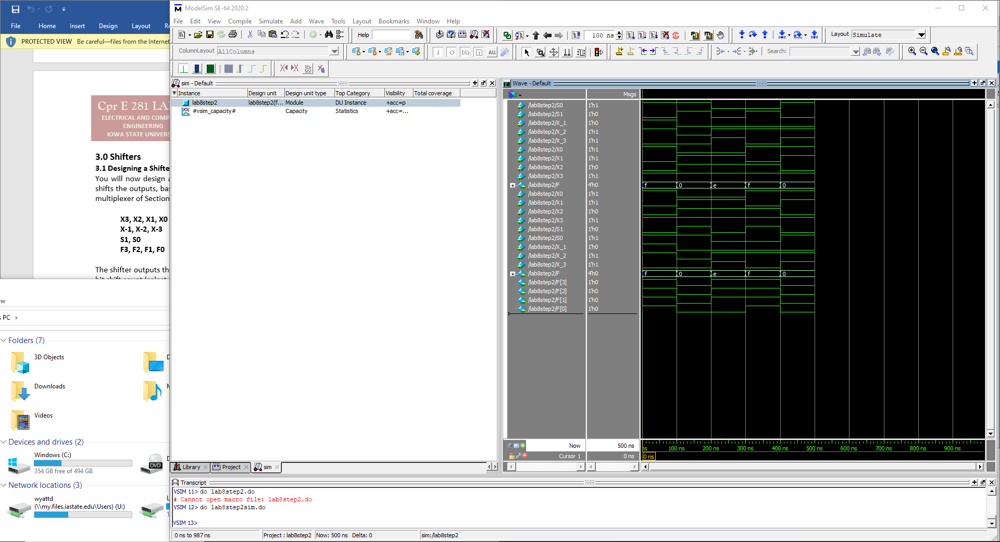 File
Home
Insert
Design
Layout
PROTECTED VIEW Be careful—files from the Internet
Cpr E 281 LA
ELECTRICAL AND COMP
ENGINEERING
IOWA STATE UNIVERS
3.0 Shifters
3.1 Designing a Shifte
You will now design a
shifts the outputs, ba
multiplexer of Section
X3, X2, X1, X0
X-1, X-2, X-3
S1, S0
F3, F2, F1, F0
The shifter outputs th
ew
PC
Folders (7)
3D Objects
Downloads
Videos
Devices and drives (2)
Windows (C:)
354 GB free of 494 GB
DVD
Network locations (3)
wyattd
(\\my.files.iastate.edu\Users) (U:)
ModelSim SE-64 2020.2
File Edit View Compile Simulate Add Wave Tools Layout Bookmarks Window Help
Help
100 ns
Layout Simulate
ColumnLayout AllColumns
Search:
sim - Default
Instance Design unit Design unit type Top Category Visibility Total coverage
lab8step2 lab8step2(f... Module DU Instance +acc=p
#vsim_capacity# Capacity Statistics +acc=...
Library Project sim
Wave - Default
Msgs
/lab8step2/S0 1'h1
/lab8step2/S1 1'h0
/lab8step2/X_1 1'h0
/lab8step2/X_2 1'h1
/lab8step2/X_3 1'h1
/lab8step2/X0 1'h1
/lab8step2/X1 1'h1
/lab8step2/X2 1'h0
/lab8step2/X3 1'h1
/lab8step2/F 4'h0 f 0 e f 0
/lab8step2/X0 1'h1
/lab8step2/X1 1'h1
/lab8step2/X2 1'h0
/lab8step2/X3 1'h1
/lab8step2/S1 1'h0
/lab8step2/S0 1'h1
/lab8step2/X_1 1'h0
/lab8step2/X_2 1'h1
/lab8step2/X_3 1'h1
/lab8step2/F 4'h0 f 0 e f 0
/lab8step2/F[3] 1'h0
/lab8step2/F[2] 1'h0
/lab8step2/F[1] 1'h0
/lab8step2/F[0] 1'h0
Now 500 ns
ns 100 ns 200 ns 300 ns 400 ns 500 ns 600 ns 700 ns 800 ns 900 ns
Cursor 1 0 ns
0 ns
Transcript
VSIM 11> do lab8step2.do
# Cannot open macro file: lab8step2.do
VSIM 12> do lab8step2sim.do
VSIM 13>
0 ns to 987 ns Project : lab8step2 Now: 500 ns Delta: 0 sim:/lab8step2